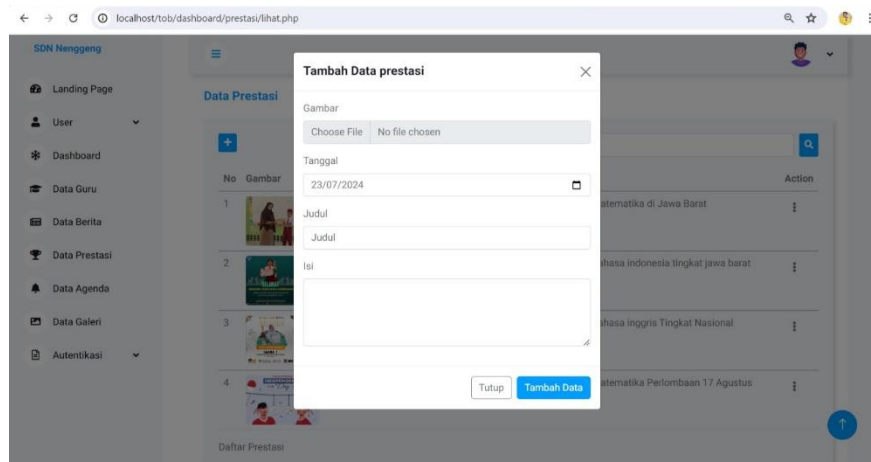 localhost/tob/dashboard/prestasi/lihat.php
SDN Nenggeng
Landing Page
User
Dashboard
Data Guru
Data Berita
Data Prestasi
Data Agenda
Data Galeri
Autentikasi
Data Prestasi
No Gambar Action
1 atematika di Jawa Barat
2 ahasa indonesia tingkat jawa barat
3 ahasa inggris Tingkat Nasional
4 atematika Perlombaan 17 Agustus
Daftar Prestasi
Tambah Data prestasi
Gambar
Choose File No file chosen
Tanggal
23/07/2024
Judul
Judul
Isi
Tutup Tambah Data